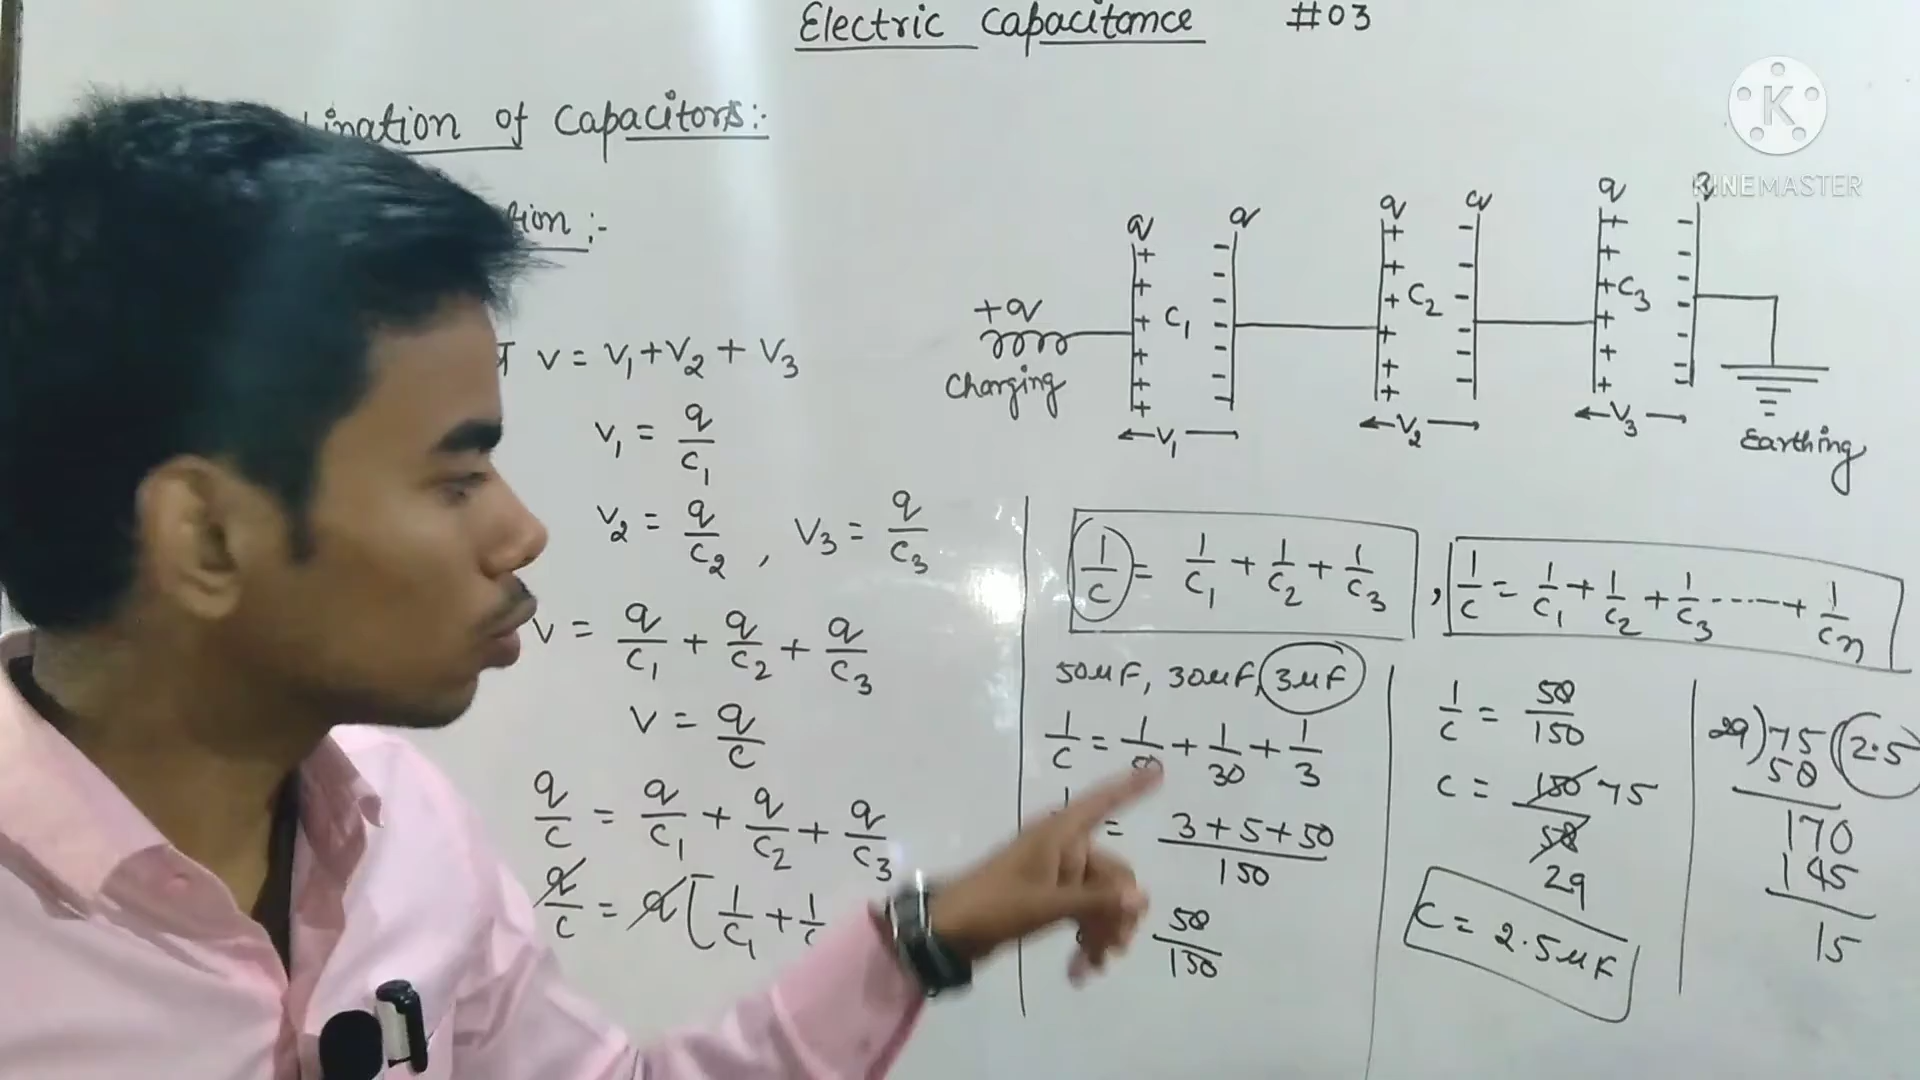 Electric Capacitance #03
of Capacitors:-
:-
V = V₁ + V₂ + V₃
V₁ = q/C₁
V₂ = q/C₂ , V₃ = q/C₃
V = q/C₁ + q/C₂ + q/C₃
V = q/C
q/C = q/C₁ + q/C₂ + q/C₃
q/C = q[1/C₁ + 1/C
KINEMASTER
q q q q q
+q
C₁ C₂ C₃
Charging
V₁ V₂ V₃
Earthing
1/C = 1/C₁ + 1/C₂ + 1/C₃ , 1/C = 1/C₁ + 1/C₂ + 1/C₃ ----- + 1/Cn
50μF, 30μF, 3μF
1/C = 1/ + 1/30 + 1/3
= 3+5+50/150
58/150
1/C = 58/150
C = 150 75
58
29
C = 2.5μF
29)75(2.5
58
170
145
15